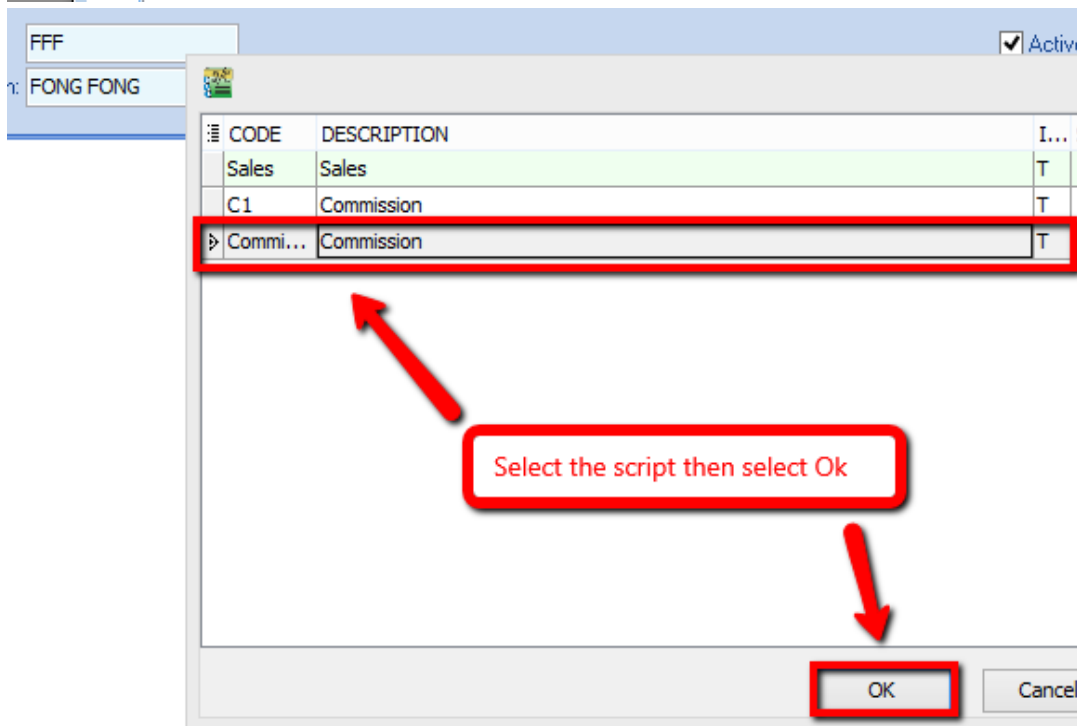 FFF
Active
n: FONG FONG
CODE DESCRIPTION I...
Sales Sales T
C1 Commission T
Commi... Commission T
Select the script then select Ok
OK Cancel